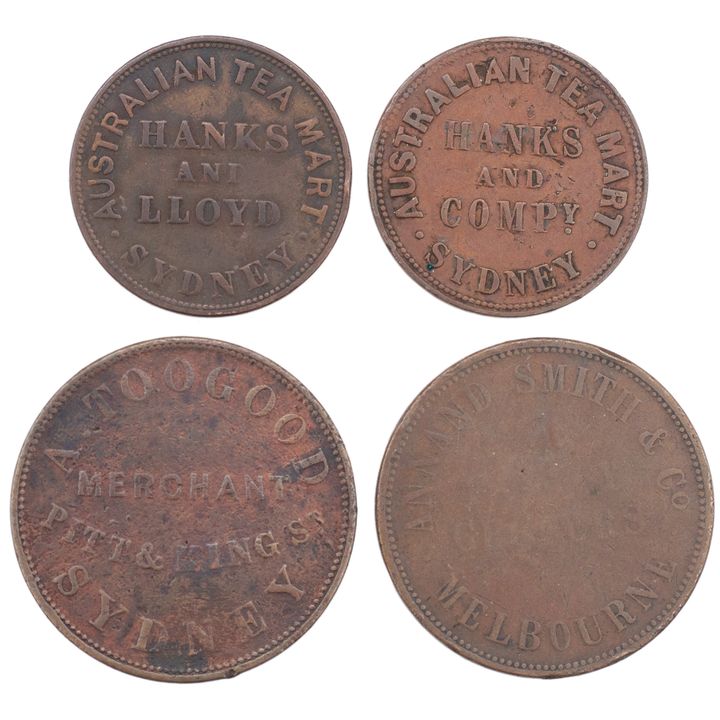 AUSTRALIAN TEA MART
HANKS
AND
LLOYD
· SYDNEY ·
AUSTRALIAN TEA MART
HANKS
AND
COMPY.
· SYDNEY ·
A TOOGOOD
MERCHANT
PITT & KING ST
SYDNEY
ANNAND SMITH & CO
MELBOURNE